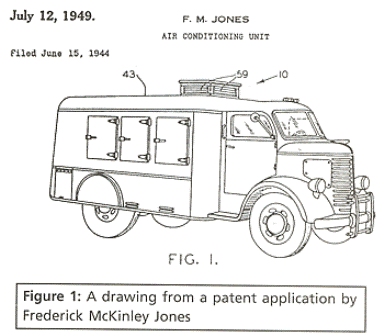 July 12, 1949.
F. M. JONES
AIR CONDITIONING UNIT
Filed June 15, 1944
43
59
10
FIG. 1.
Figure 1: A drawing from a patent application by
Frederick McKinley Jones